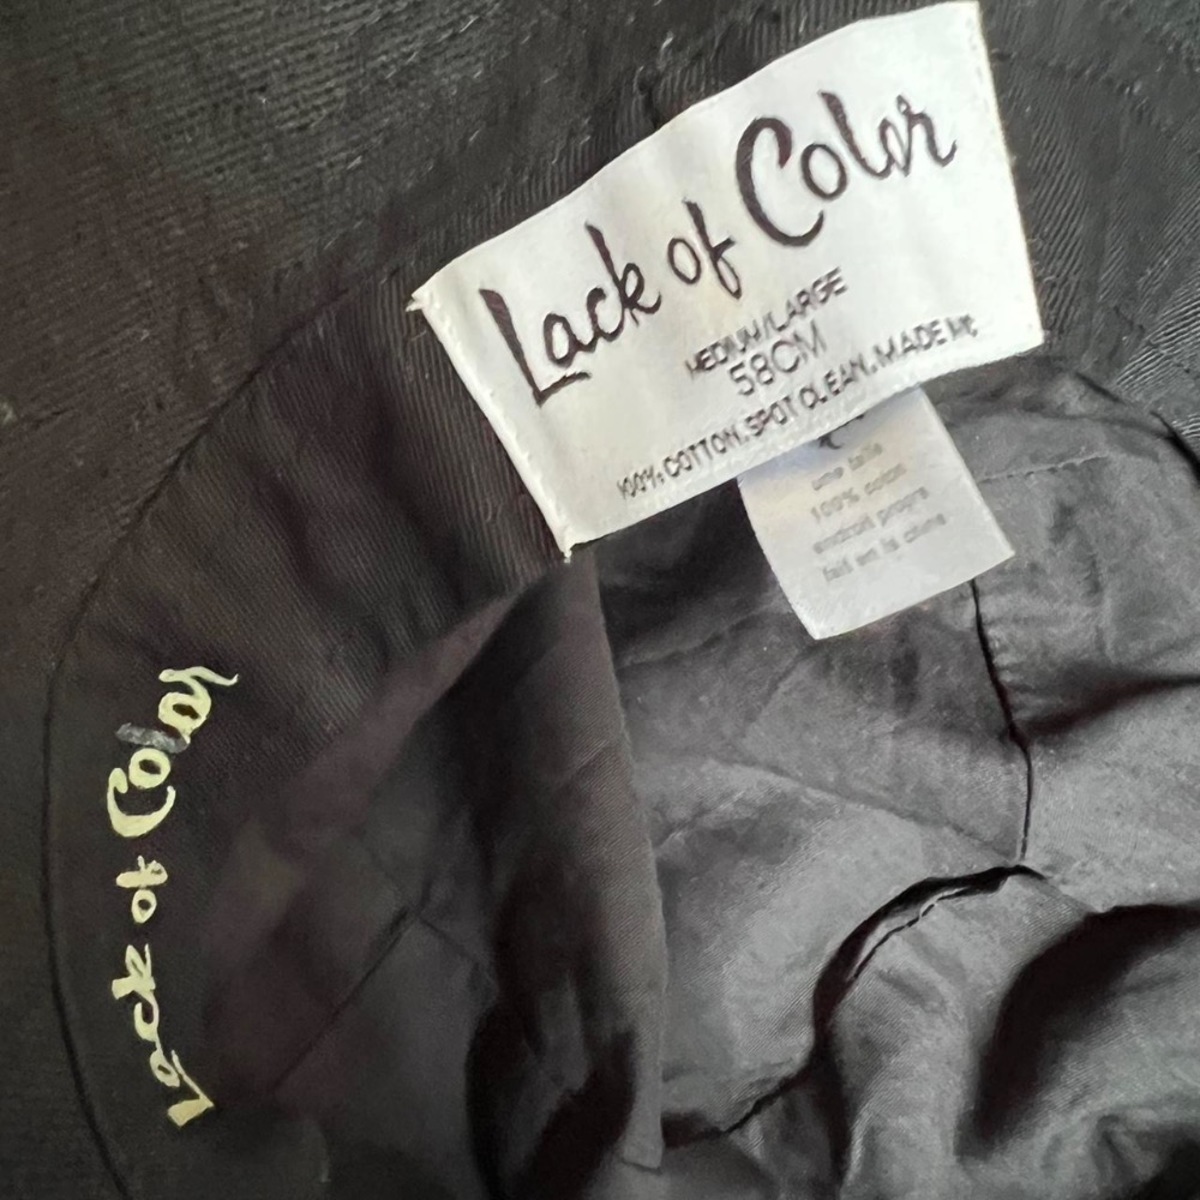 Lack of Color
MEDIUM/LARGE
58CM
100% COTTON. SPOT CLEAN. MADE IN
une taille
100% coton
endroit propre
fait en la chine
Lack of Color